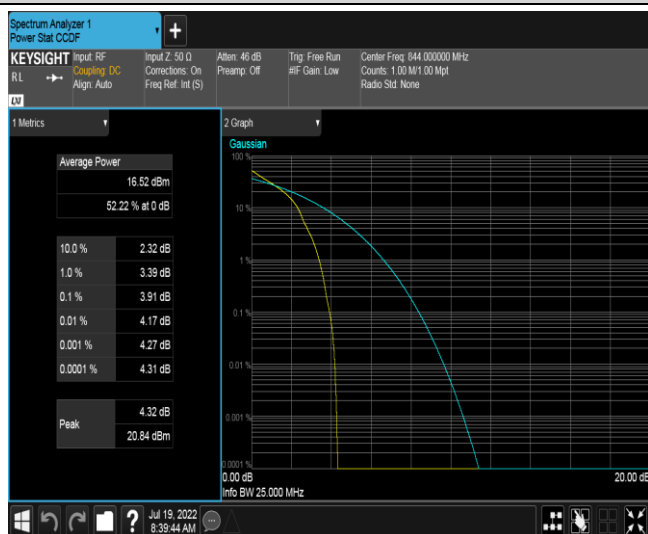 Spectrum Analyzer 1
Power Stat CCDF
KEYSIGHT Input: RF Input Z: 50 Ω Atten: 46 dB Trig: Free Run Center Freq: 844.000000 MHz
RL Coupling: DC Corrections: On Preamp: Off #IF Gain: Low Counts: 1.00 M/1.00 Mpt
Align: Auto Freq Ref: Int (S) Radio Std: None
LXI
1 Metrics
Average Power
16.52 dBm
52.22 % at 0 dB
10.0 % 2.32 dB
1.0 % 3.39 dB
0.1 % 3.91 dB
0.01 % 4.17 dB
0.001 % 4.27 dB
0.0001 % 4.31 dB
Peak 4.32 dB
20.84 dBm
2 Graph
Gaussian
100 %
10 %
1 %
0.1 %
0.01 %
0.001 %
0.0001 %
0.00 dB 20.00 dB
Info BW 25.000 MHz
? Jul 19, 2022
8:39:44 AM